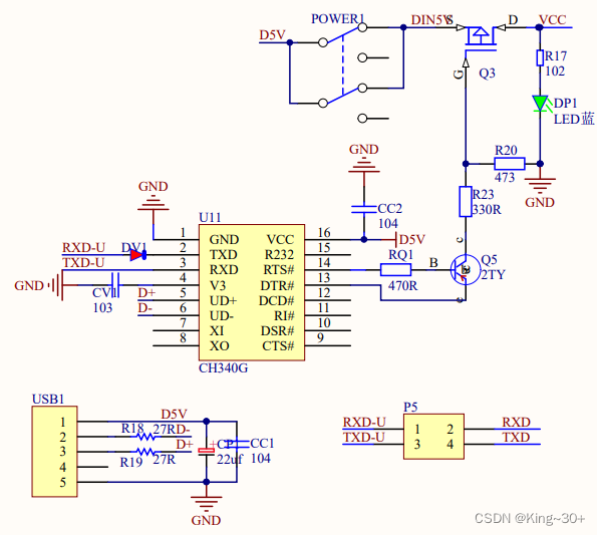 POWER1
D5V
DIN5V
S
D
VCC
G
Q3
R17
102
DP1
LED蓝
R20
473
GND
R23
330R
GND
CC2
104
D5V
GND
U11
1 GND VCC 16
2 TXD R232 15
3 RXD RTS# 14
4 V3 DTR# 13
5 UD+ DCD# 12
6 UD- RI# 11
7 XI DSR# 10
8 XO CTS# 9
CH340G
RXD-U
DV1
TXD-U
GND
CV1
103
D+
D-
RQ1
470R
B
c
Q5
2TY
USB1
1
2
3
4
5
D5V
R18 27R D-
D+
R19 27R
CP1
22uf
CC1
104
GND
P5
RXD-U 1 2 RXD
TXD-U 3 4 TXD
CSDN @King~30+